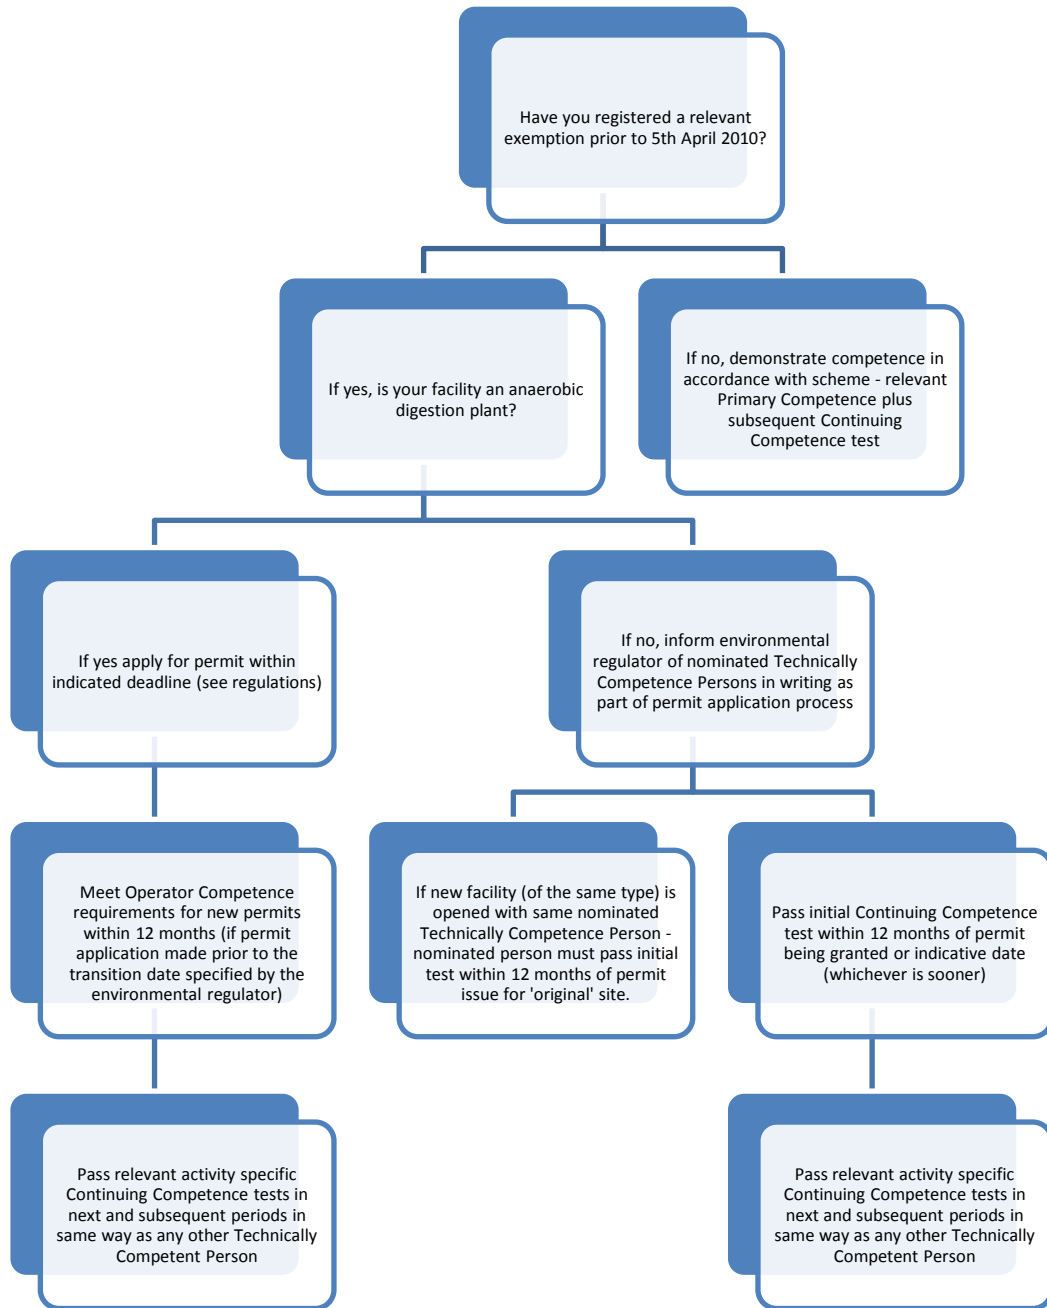 Have you registered a relevant
exemption prior to 5th April 2010?
If yes, is your facility an anaerobic
digestion plant?
If no, demonstrate competence in
accordance with scheme - relevant
Primary Competence plus
subsequent Continuing
Competence test
If yes apply for permit within
indicated deadline (see regulations)
If no, inform environmental
regulator of nominated Technically
Competence Persons in writing as
part of permit application process
Meet Operator Competence
requirements for new permits
within 12 months (if permit
application made prior to the
transition date specified by the
environmental regulator)
If new facility (of the same type) is
opened with same nominated
Technically Competence Person -
nominated person must pass initial
test within 12 months of permit
issue for 'original' site.
Pass initial Continuing Competence
test within 12 months of permit
being granted or indicative date
(whichever is sooner)
Pass relevant activity specific
Continuing Competence tests in
next and subsequent periods in
same way as any other Technically
Competent Person
Pass relevant activity specific
Continuing Competence tests in
next and subsequent periods in
same way as any other Technically
Competent Person